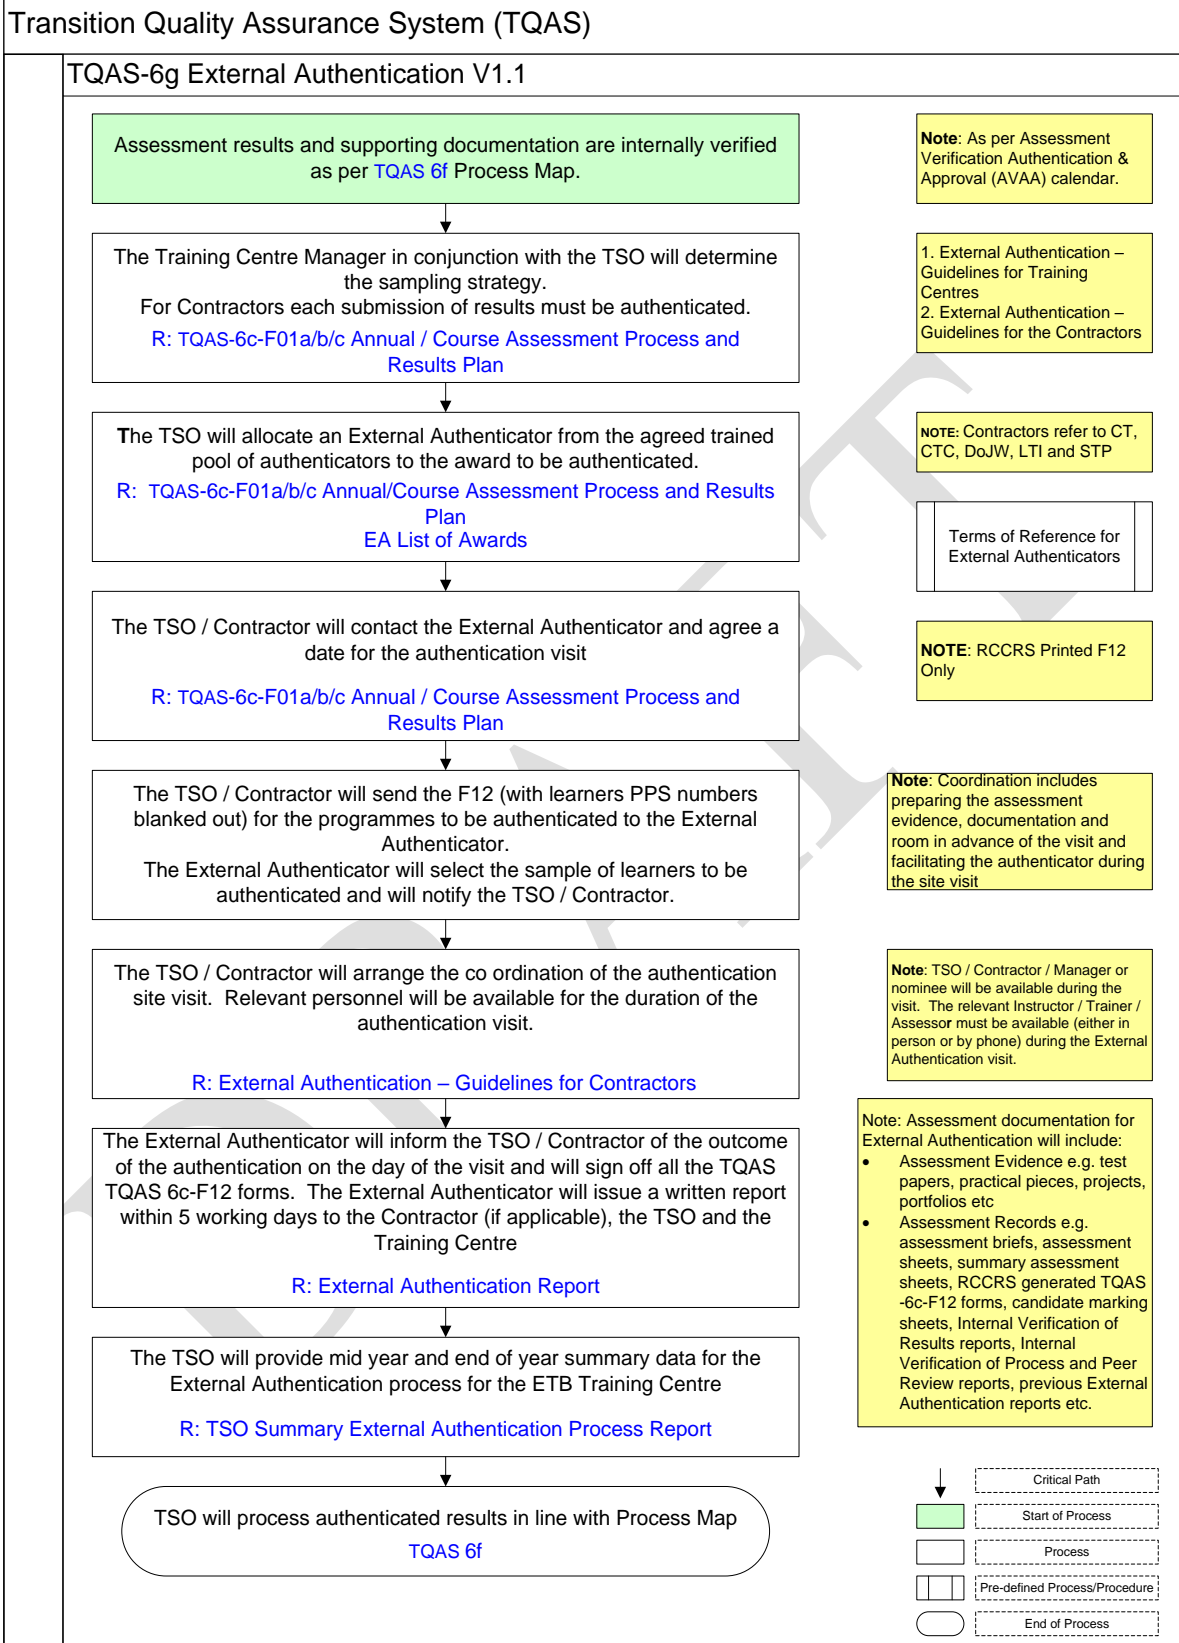 Transition Quality Assurance System (TQAS)
TQAS-6g External Authentication V1.1
Assessment results and supporting documentation are internally verified
as per TQAS 6f Process Map.
Note: As per Assessment
Verification Authentication &
Approval (AVAA) calendar.
The Training Centre Manager in conjunction with the TSO will determine
the sampling strategy.
For Contractors each submission of results must be authenticated.
R: TQAS-6c-F01a/b/c Annual / Course Assessment Process and
Results Plan
1. External Authentication –
Guidelines for Training
Centres
2. External Authentication –
Guidelines for the Contractors
The TSO will allocate an External Authenticator from the agreed trained
pool of authenticators to the award to be authenticated.
R: TQAS-6c-F01a/b/c Annual/Course Assessment Process and Results
Plan
EA List of Awards
NOTE: Contractors refer to CT,
CTC, DoJW, LTI and STP
Terms of Reference for
External Authenticators
The TSO / Contractor will contact the External Authenticator and agree a
date for the authentication visit
R: TQAS-6c-F01a/b/c Annual / Course Assessment Process and
Results Plan
NOTE: RCCRS Printed F12
Only
The TSO / Contractor will send the F12 (with learners PPS numbers
blanked out) for the programmes to be authenticated to the External
Authenticator.
The External Authenticator will select the sample of learners to be
authenticated and will notify the TSO / Contractor.
Note: Coordination includes
preparing the assessment
evidence, documentation and
room in advance of the visit and
facilitating the authenticator during
the site visit
The TSO / Contractor will arrange the co ordination of the authentication
site visit. Relevant personnel will be available for the duration of the
authentication visit.
R: External Authentication – Guidelines for Contractors
Note: TSO / Contractor / Manager or
nominee will be available during the
visit. The relevant Instructor / Trainer /
Assessor must be available (either in
person or by phone) during the External
Authentication visit.
The External Authenticator will inform the TSO / Contractor of the outcome
of the authentication on the day of the visit and will sign off all the TQAS
TQAS 6c-F12 forms. The External Authenticator will issue a written report
within 5 working days to the Contractor (if applicable), the TSO and the
Training Centre
R: External Authentication Report
Note: Assessment documentation for
External Authentication will include:
• Assessment Evidence e.g. test
papers, practical pieces, projects,
portfolios etc
• Assessment Records e.g.
assessment briefs, assessment
sheets, summary assessment
sheets, RCCRS generated TQAS
-6c-F12 forms, candidate marking
sheets, Internal Verification of
Results reports, Internal
Verification of Process and Peer
Review reports, previous External
Authentication reports etc.
The TSO will provide mid year and end of year summary data for the
External Authentication process for the ETB Training Centre
R: TSO Summary External Authentication Process Report
TSO will process authenticated results in line with Process Map
TQAS 6f
Critical Path
Start of Process
Process
Pre-defined Process/Procedure
End of Process
DRAFT